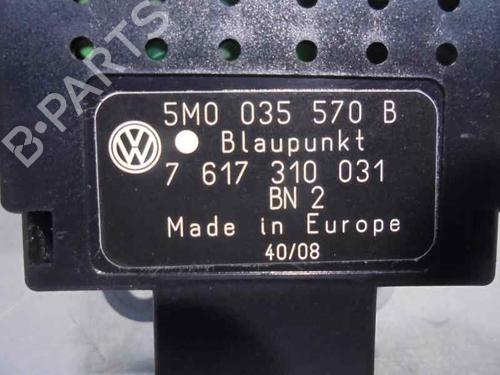 B-PARTS
5M0 035 570 B
Blaupunkt
7 617 310 031
BN 2
Made in Europe
40/08